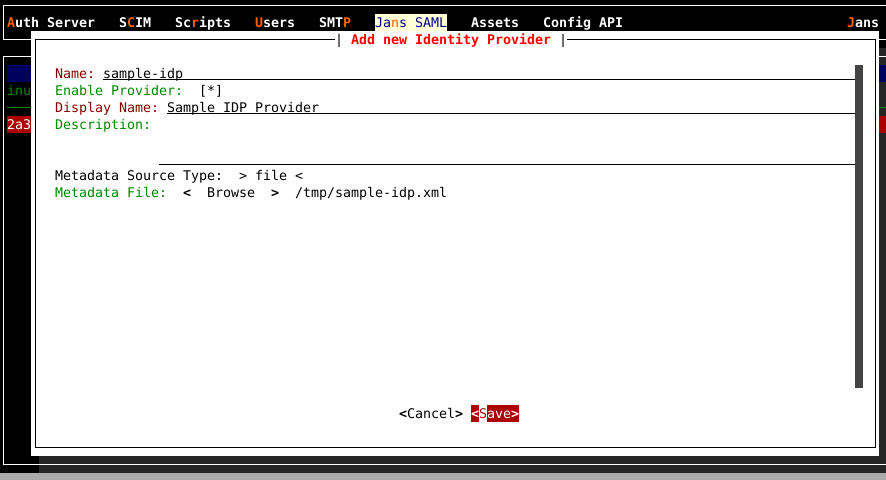 Auth Server SCIM Scripts Users SMTP Jans SAML Assets Config API Jans
| Add new Identity Provider |
Name: sample-idp
inu
Enable Provider: [*]
Display Name: Sample IDP Provider
2a3
Description:
Metadata Source Type: > file <
Metadata File: < Browse > /tmp/sample-idp.xml
<Cancel> <Save>